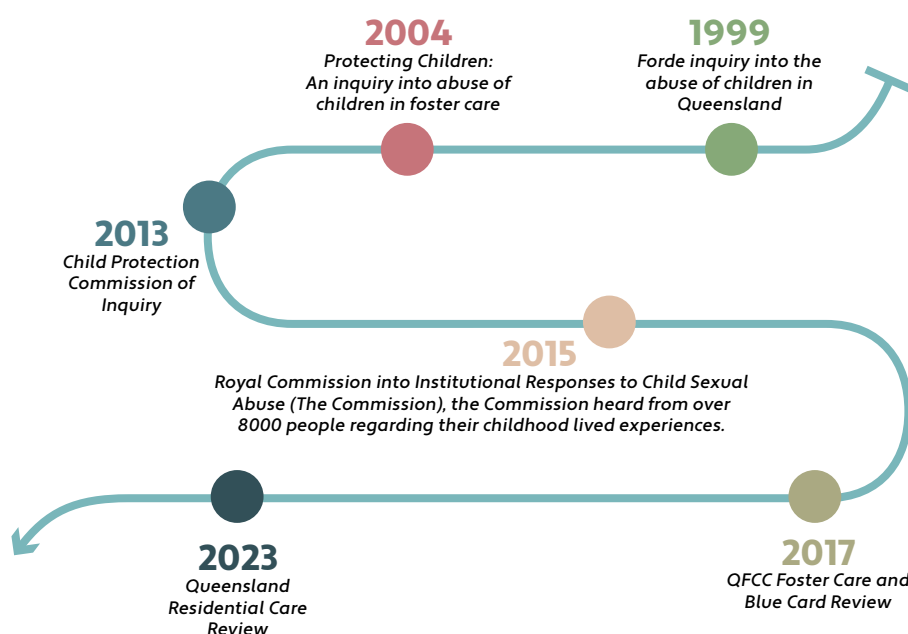 2004
Protecting Children:
An inquiry into abuse of
children in foster care
1999
Forde inquiry into the
abuse of children in
Queensland
2013
Child Protection
Commission of
Inquiry
2015
Royal Commission into Institutional Responses to Child Sexual
Abuse (The Commission), the Commission heard from over
8000 people regarding their childhood lived experiences.
2023
Queensland
Residential Care
Review
2017
QFCC Foster Care and
Blue Card Review